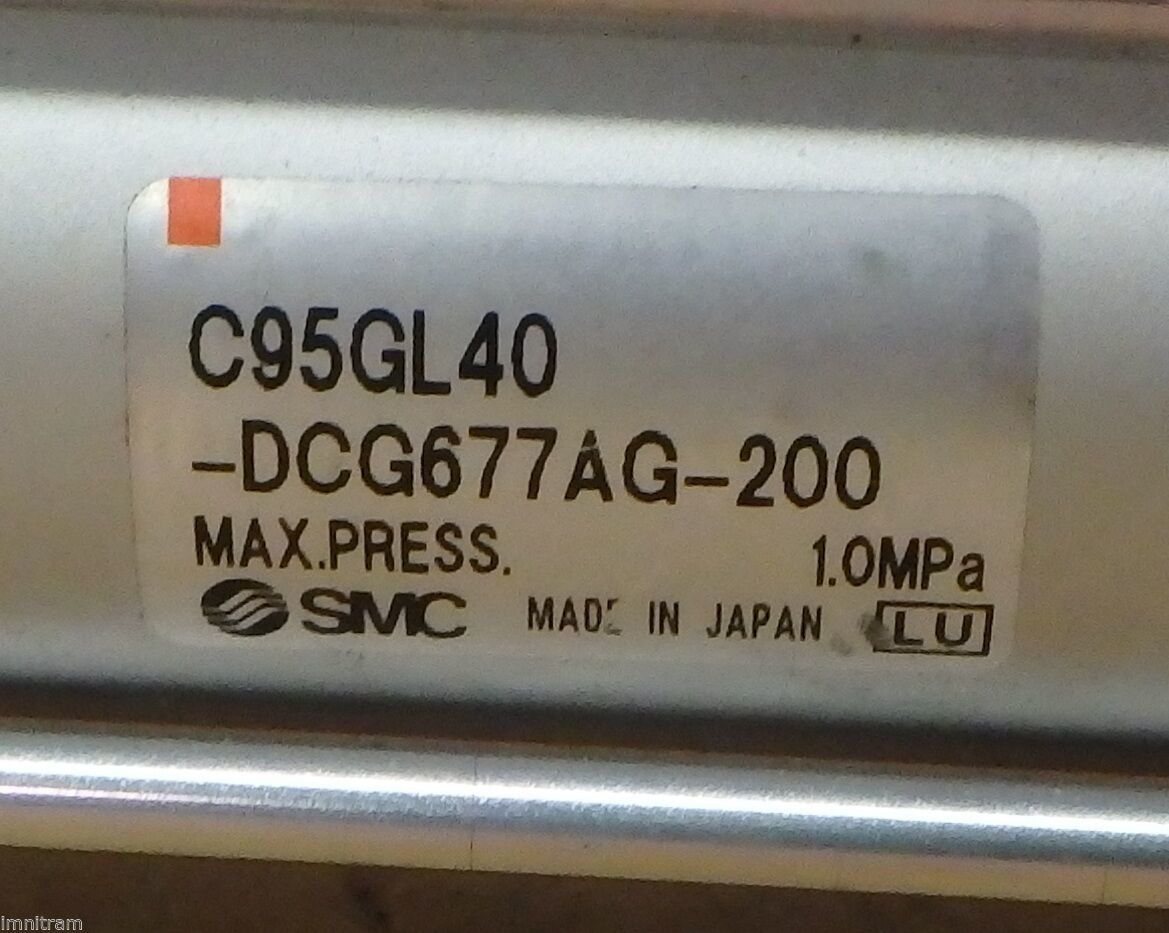 C95GL40
-DCG677AG-200
MAX.PRESS. 1.0MPa
SMC MADE IN JAPAN LU
imnitram